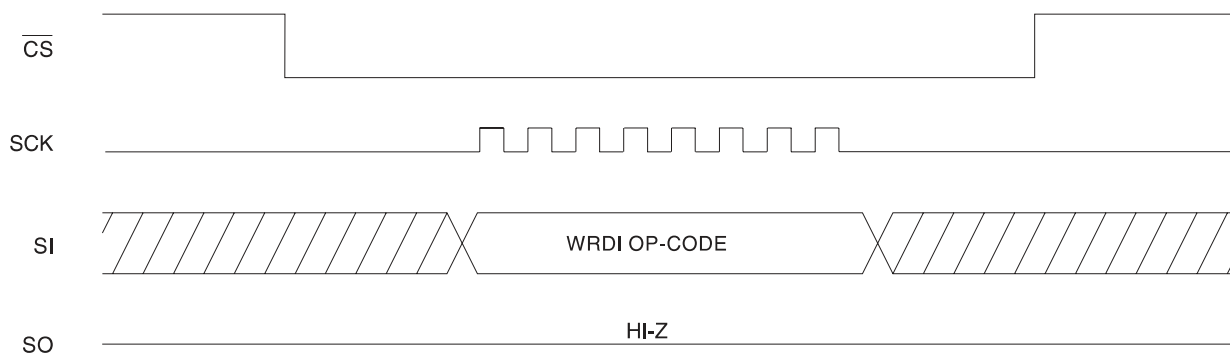 CS
SCK
SI
WRDI OP-CODE
HI-Z
SO